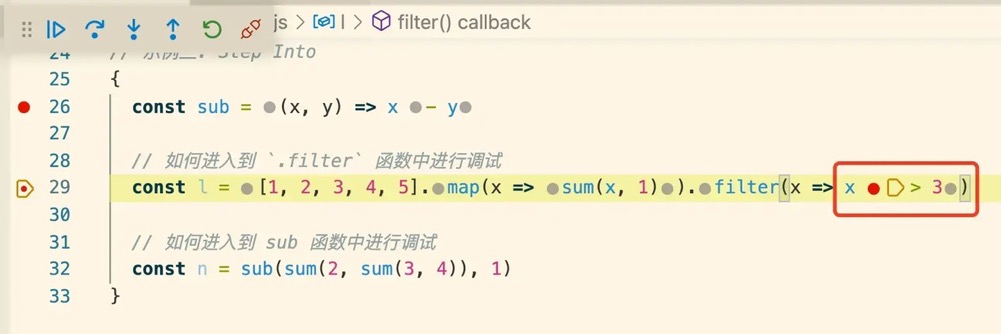 js > l > filter() callback
24 // 示例二: Step Into
25 {
26 const sub = (x, y) => x - y
27
28 // 如何进入到 `.filter` 函数中进行调试
29 const l = [1, 2, 3, 4, 5].map(x => sum(x, 1)).filter(x => x > 3)
30
31 // 如何进入到 sub 函数中进行调试
32 const n = sub(sum(2, sum(3, 4)), 1)
33 }